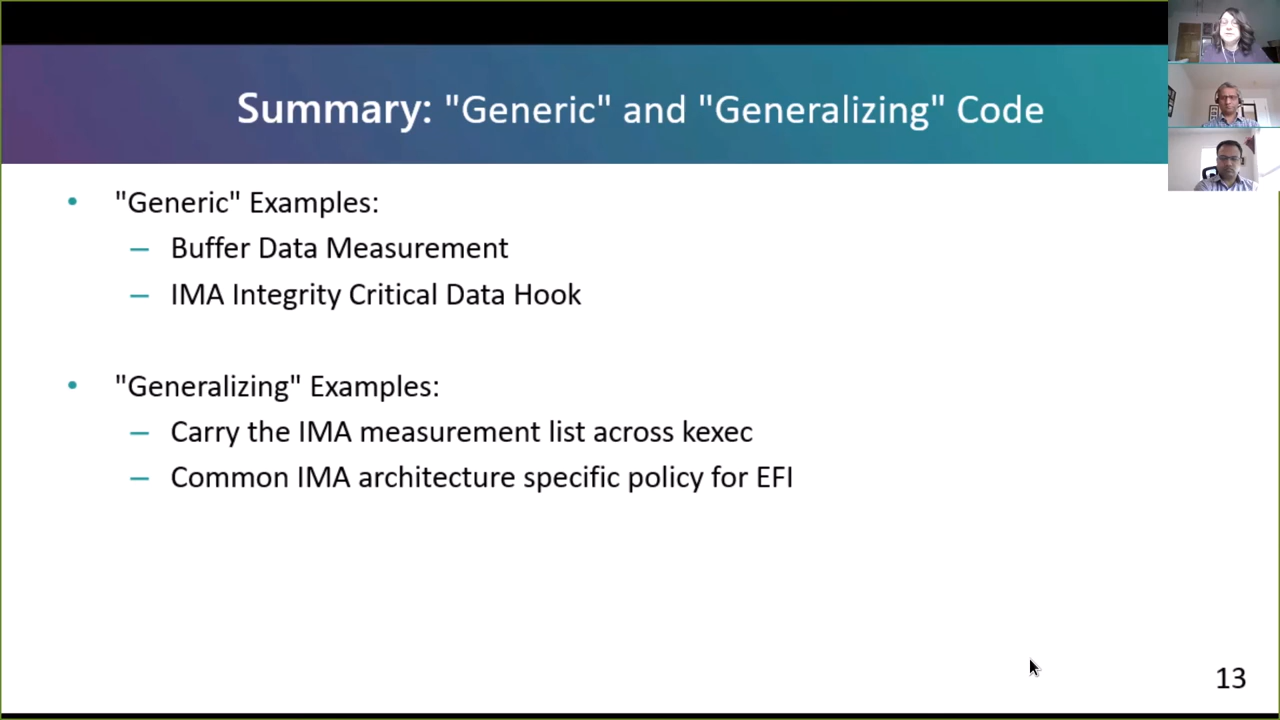 Summary: "Generic" and "Generalizing" Code
• "Generic" Examples:
– Buffer Data Measurement
– IMA Integrity Critical Data Hook
• "Generalizing" Examples:
– Carry the IMA measurement list across kexec
– Common IMA architecture specific policy for EFI
13